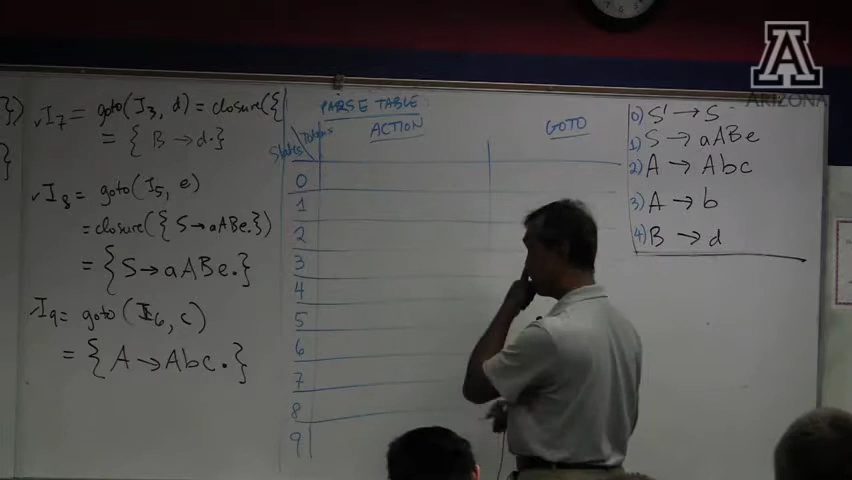 }) √I7 = goto(I3, d) = closure({
= { B → d.}
}
√I8 = goto(I5, e)
= closure({S → aABe.})
= {S → aABe.}
√I9 = goto(I6, c)
= {A → Abc.}
PARSE TABLE
States Tokens ACTION GOTO
0
1
2
3
4
5
6
7
8
9
0) S' → S
1) S → aABe
2) A → Abc
3) A → b
4) B → d
A
ARIZONA